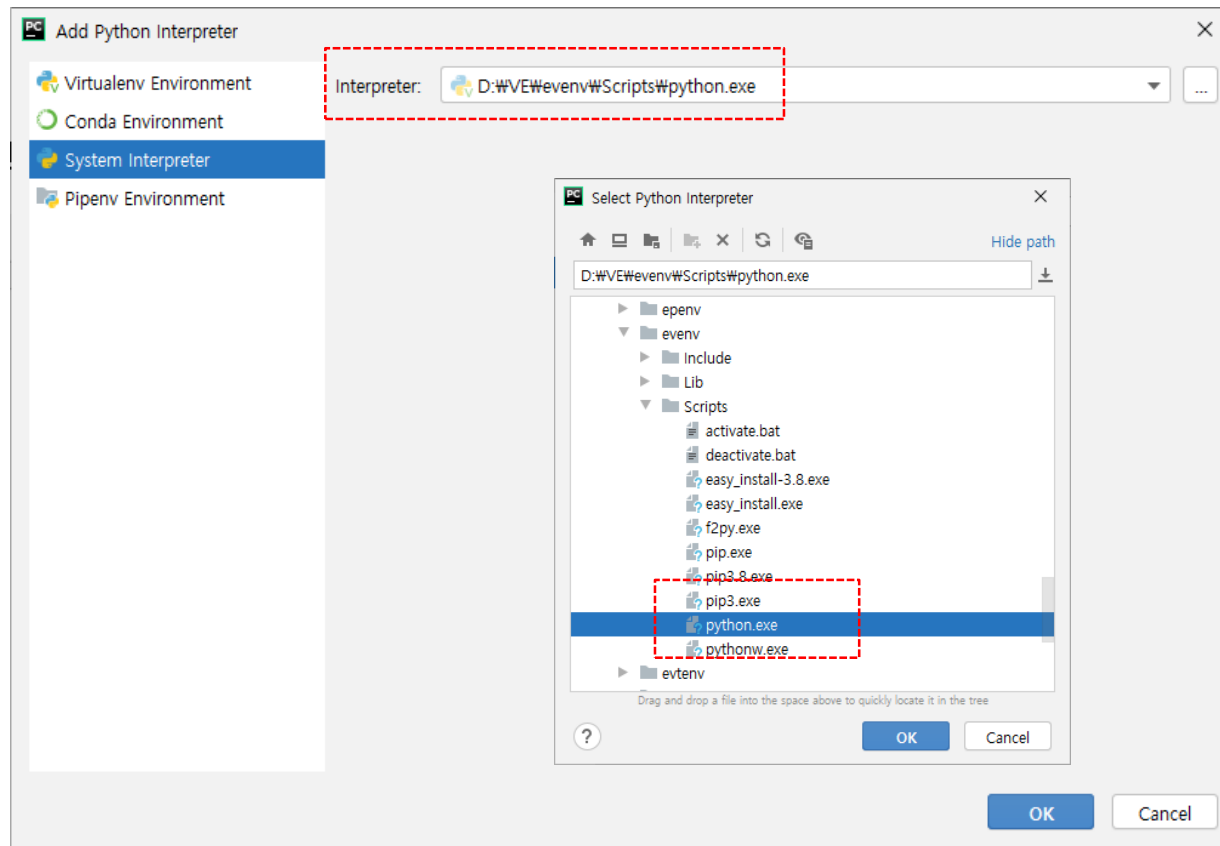 PC Add Python Interpreter
Virtualenv Environment
Conda Environment
System Interpreter
Pipenv Environment
Interpreter: D:₩VE₩evenv₩Scripts₩python.exe ...
PC Select Python Interpreter
Hide path
D:₩VE₩evenv₩Scripts₩python.exe
epenv
evenv
Include
Lib
Scripts
activate.bat
deactivate.bat
easy_install-3.8.exe
easy_install.exe
f2py.exe
pip.exe
pip3.8.exe
pip3.exe
python.exe
pythonw.exe
evtenv
Drag and drop a file into the space above to quickly locate it in the tree
? OK Cancel
OK Cancel